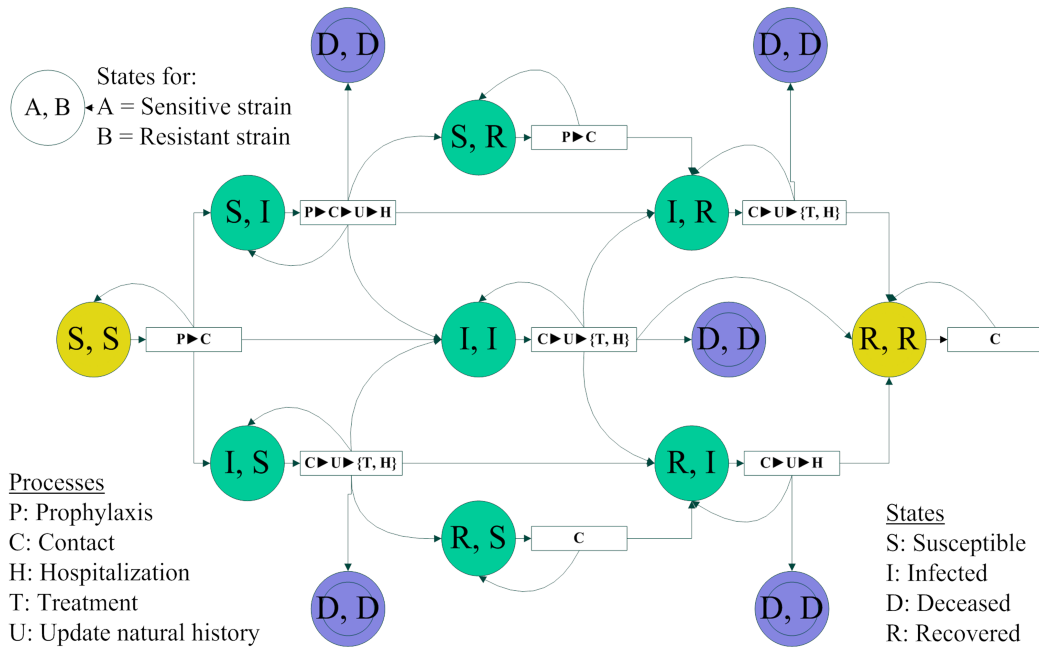 D, D
D, D
A, B
States for:
A = Sensitive strain
B = Resistant strain
S, R
P►C
S, I
P►C►U►H
I, R
C►U►{T, H}
S, S
P►C
I, I
C►U►{T, H}
D, D
R, R
C
I, S
C►U►{T, H}
R, I
C►U►H
R, S
C
D, D
D, D
Processes
P: Prophylaxis
C: Contact
H: Hospitalization
T: Treatment
U: Update natural history
States
S: Susceptible
I: Infected
D: Deceased
R: Recovered